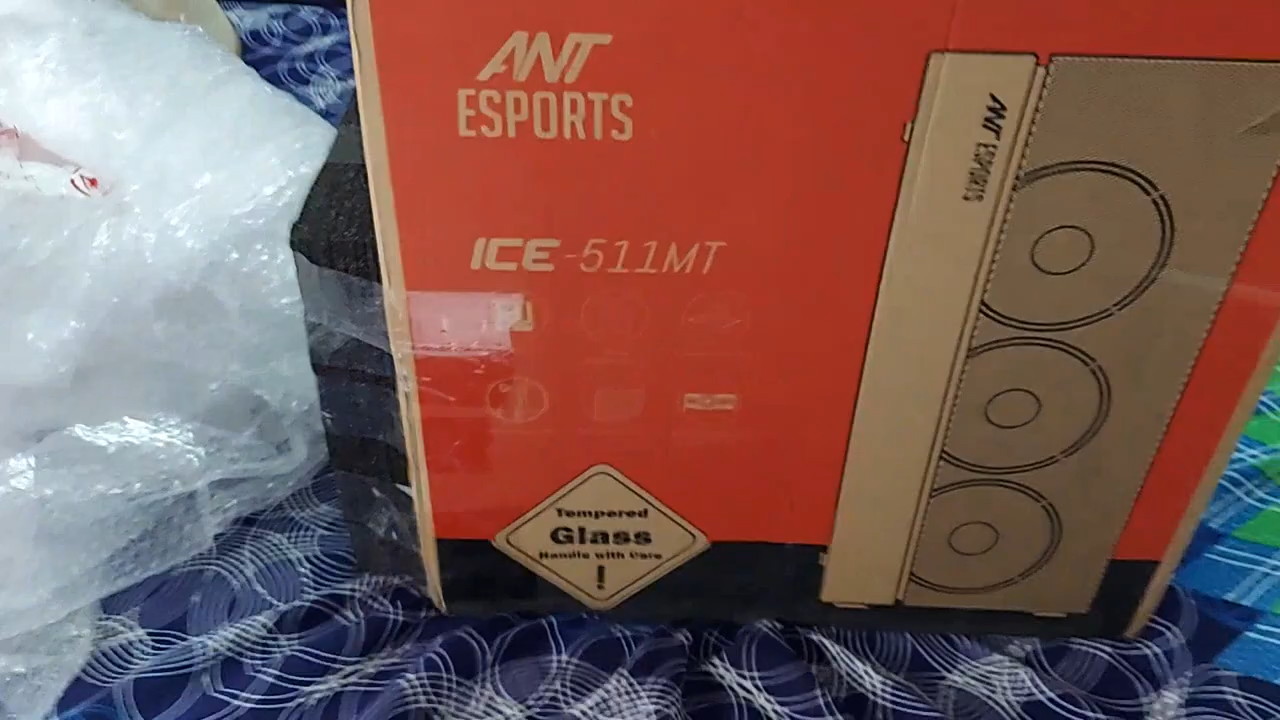 ANT
ESPORTS
ICE-511MT
Tempered
Glass
Handle with Care
!
ANT ESPORTS